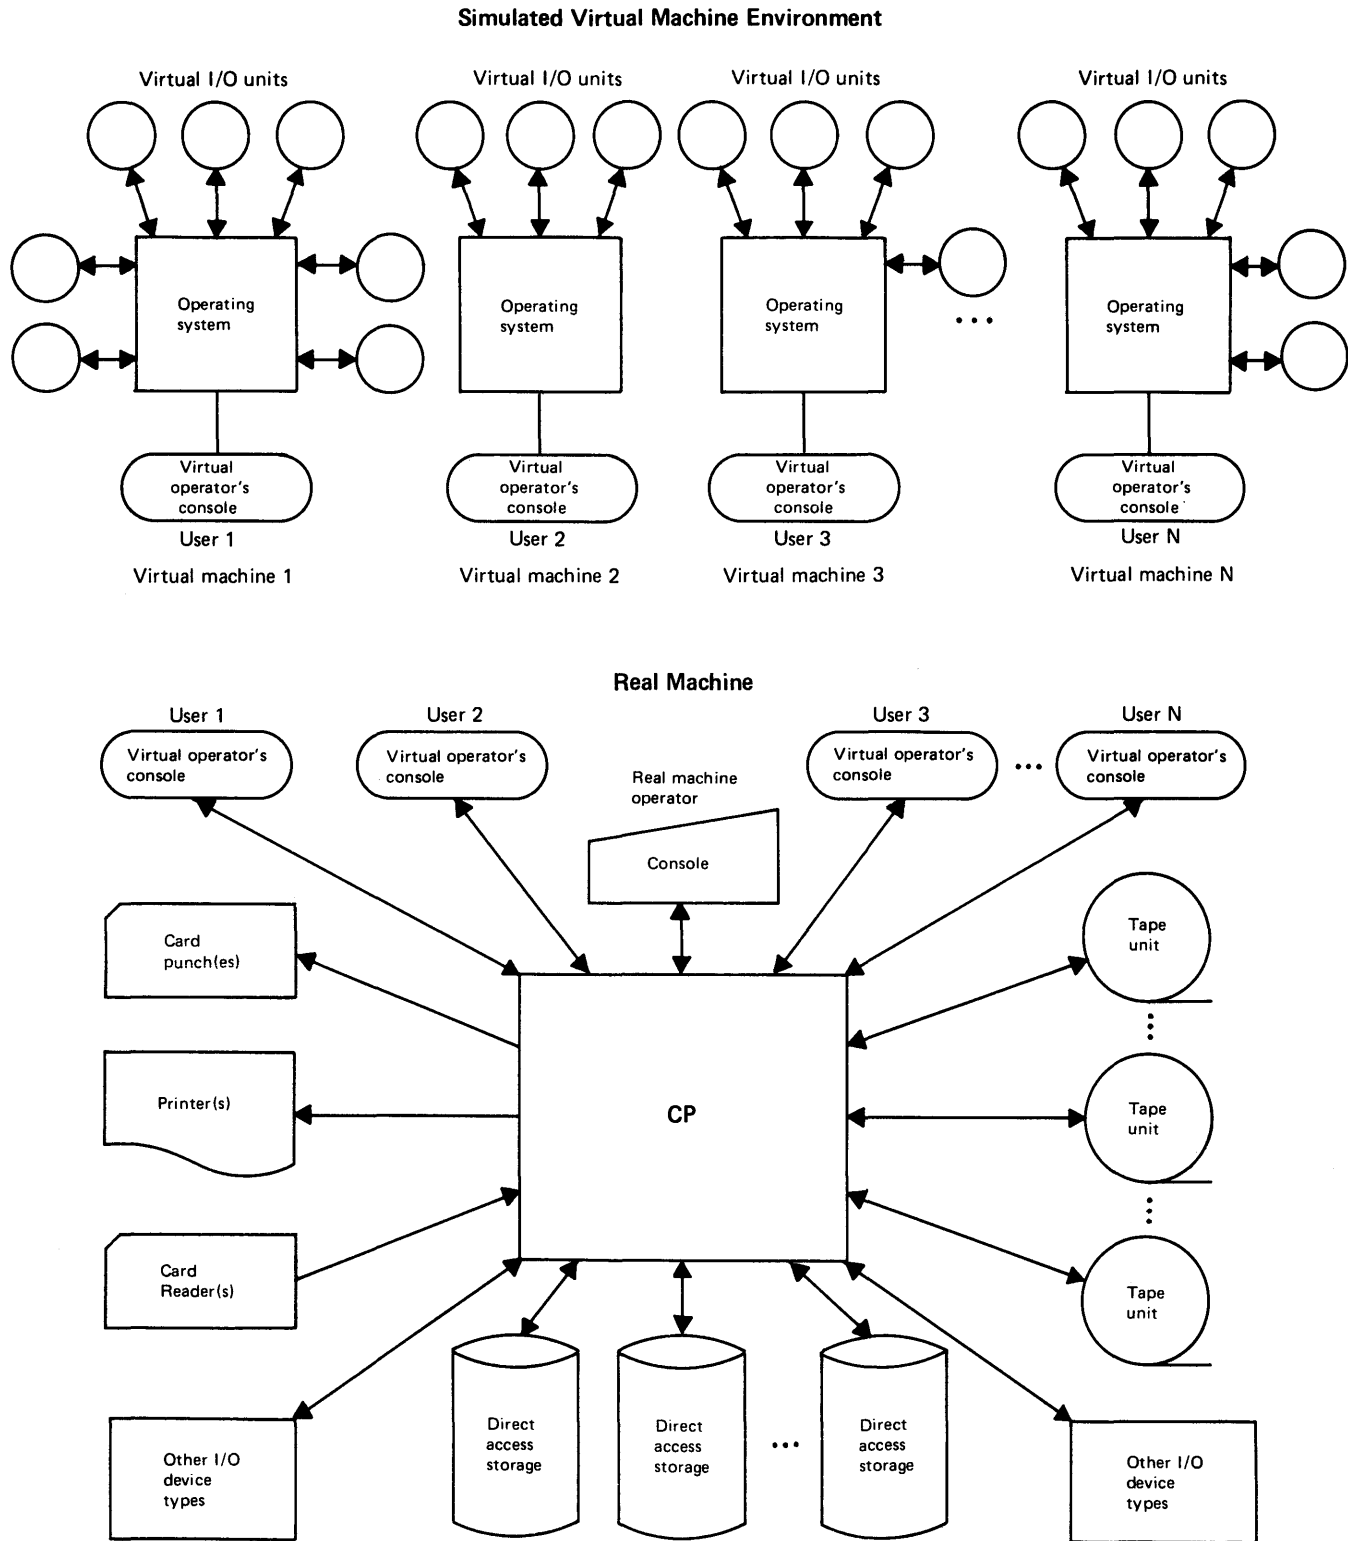 Simulated Virtual Machine Environment
Virtual I/O units
Virtual I/O units
Virtual I/O units
Virtual I/O units
Operating
system
Operating
system
Operating
system
Operating
system
Virtual
operator's
console
Virtual
operator's
console
Virtual
operator's
console
Virtual
operator's
console
User 1
User 2
User 3
User N
Virtual machine 1
Virtual machine 2
Virtual machine 3
Virtual machine N
Real Machine
User 1
User 2
User 3
User N
Virtual operator's
console
Virtual operator's
console
Virtual operator's
console
Virtual operator's
console
Real machine
operator
Console
Card
punch(es)
Tape
unit
Printer(s)
CP
Tape
unit
Card
Reader(s)
Tape
unit
Other I/O
device
types
Direct
access
storage
Direct
access
storage
Direct
access
storage
Other I/O
device
types